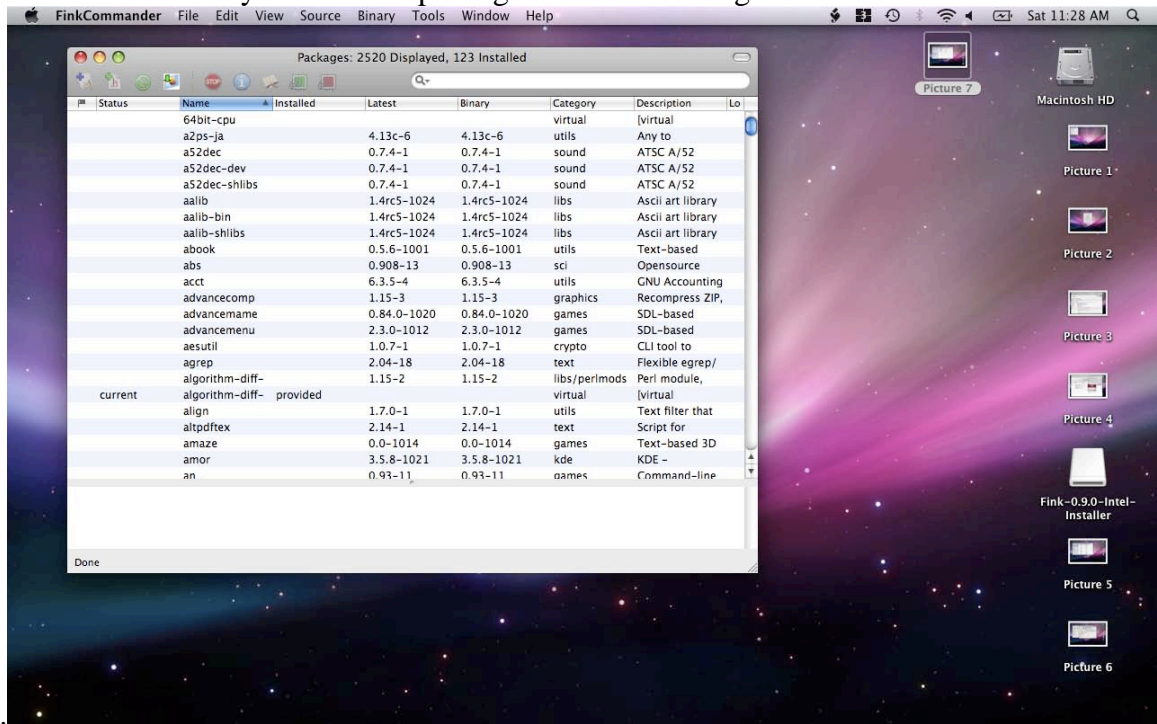 FinkCommander File Edit View Source Binary Tools Window Help Sat 11:28 AM
Packages: 2520 Displayed, 123 Installed
Status Name Installed Latest Binary Category Description Lo
64bit-cpu virtual [virtual
a2ps-ja 4.13c-6 4.13c-6 utils Any to
a52dec 0.7.4-1 0.7.4-1 sound ATSC A/52
a52dec-dev 0.7.4-1 0.7.4-1 sound ATSC A/52
a52dec-shlibs 0.7.4-1 0.7.4-1 sound ATSC A/52
aalib 1.4rc5-1024 1.4rc5-1024 libs Ascii art library
aalib-bin 1.4rc5-1024 1.4rc5-1024 libs Ascii art library
aalib-shlibs 1.4rc5-1024 1.4rc5-1024 libs Ascii art library
abook 0.5.6-1001 0.5.6-1001 utils Text-based
abs 0.908-13 0.908-13 sci Opensource
acct 6.3.5-4 6.3.5-4 utils GNU Accounting
advancecomp 1.15-3 1.15-3 graphics Recompress ZIP,
advancemame 0.84.0-1020 0.84.0-1020 games SDL-based
advancemenu 2.3.0-1012 2.3.0-1012 games SDL-based
aesutil 1.0.7-1 1.0.7-1 crypto CLI tool to
agrep 2.04-18 2.04-18 text Flexible egrep/
algorithm-diff- 1.15-2 1.15-2 libs/perlmods Perl module,
current algorithm-diff- provided virtual [virtual
align 1.7.0-1 1.7.0-1 utils Text filter that
altpdftex 2.14-1 2.14-1 text Script for
amaze 0.0-1014 0.0-1014 games Text-based 3D
amor 3.5.8-1021 3.5.8-1021 kde KDE -
an 0.93-11 0.93-11 games Command-line
Done
Picture 7
Macintosh HD
Picture 1
Picture 2
Picture 3
Picture 4
Fink-0.9.0-Intel-
Installer
Picture 5
Picture 6